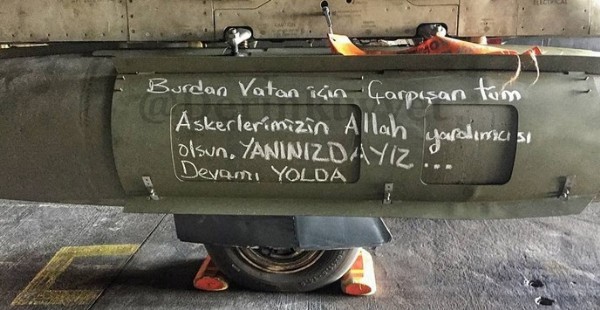 Burdan Vatan için Çarpışan tüm
Askerlerimizin Allah yardımcısı
olsun. YANINIZDAYIZ ...
Devamı YOLDA